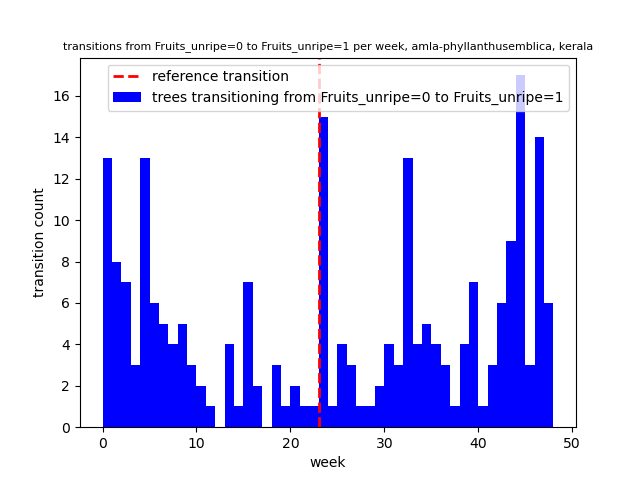 transitions from Fruits_unripe=0 to Fruits_unripe=1 per week, amla-phyllanthusemblica, kerala
reference transition
trees transitioning from Fruits_unripe=0 to Fruits_unripe=1
transition count
16
14
12
10
8
6
4
2
0
0 10 20 30 40 50
week